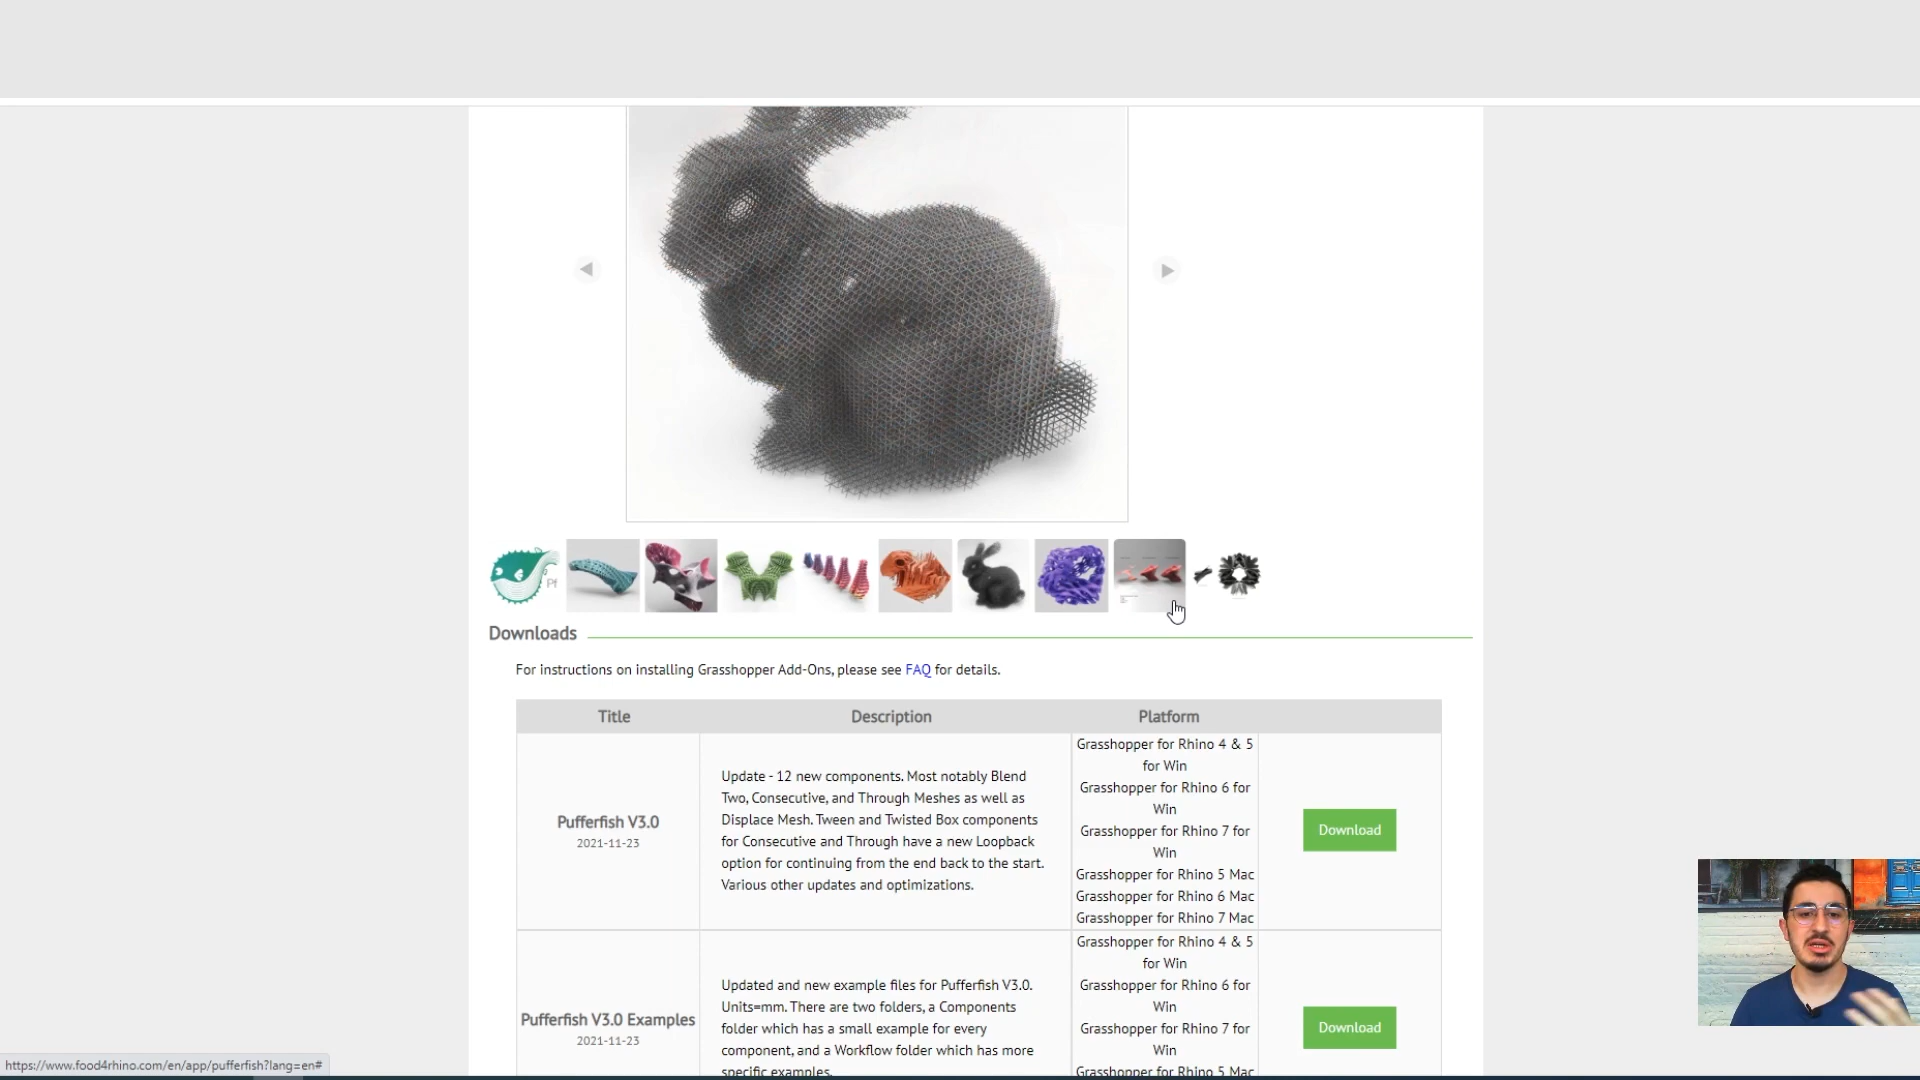 Pf
Downloads
For instructions on installing Grasshopper Add-Ons, please see FAQ for details.
Title Description Platform
Pufferfish V3.0
2021-11-23
Update - 12 new components. Most notably Blend
Two, Consecutive, and Through Meshes as well as
Displace Mesh. Tween and Twisted Box components
for Consecutive and Through have a new Loopback
option for continuing from the end back to the start.
Various other updates and optimizations.
Grasshopper for Rhino 4 & 5
for Win
Grasshopper for Rhino 6 for
Win
Grasshopper for Rhino 7 for
Win
Grasshopper for Rhino 5 Mac
Grasshopper for Rhino 6 Mac
Grasshopper for Rhino 7 Mac
Download
Pufferfish V3.0 Examples
2021-11-23
Updated and new example files for Pufferfish V3.0.
Units=mm. There are two folders, a Components
folder which has a small example for every
component, and a Workflow folder which has more
specific examples.
Grasshopper for Rhino 4 & 5
for Win
Grasshopper for Rhino 6 for
Win
Grasshopper for Rhino 7 for
Win
Grasshopper for Rhino 5 Mac
Download
https://www.food4rhino.com/en/app/pufferfish?lang=en#